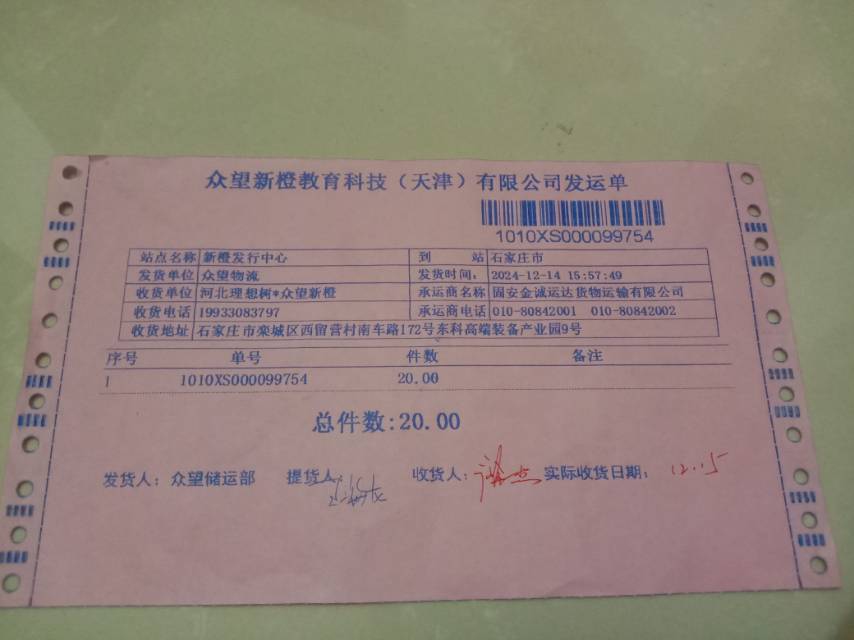 众望新橙教育科技（天津）有限公司发运单
1010XS000099754
站点名称 新橙发行中心 到 站 石家庄市
发货单位 众望物流 发货时间: 2024-12-14 15:57:49
收货单位 河北理想树*众望新橙 承运商名称 固安金诚运达货物运输有限公司
收货电话 19933083797 承运商电话 010-80842001 010-80842002
收货地址 石家庄市栾城区西留营村南车路172号东科高端装备产业园9号
序号 单号 件数 备注
1 1010XS000099754 20.00
总件数:20.00
发货人: 众望储运部 提货人: 收货人: 实际收货日期: 12.15